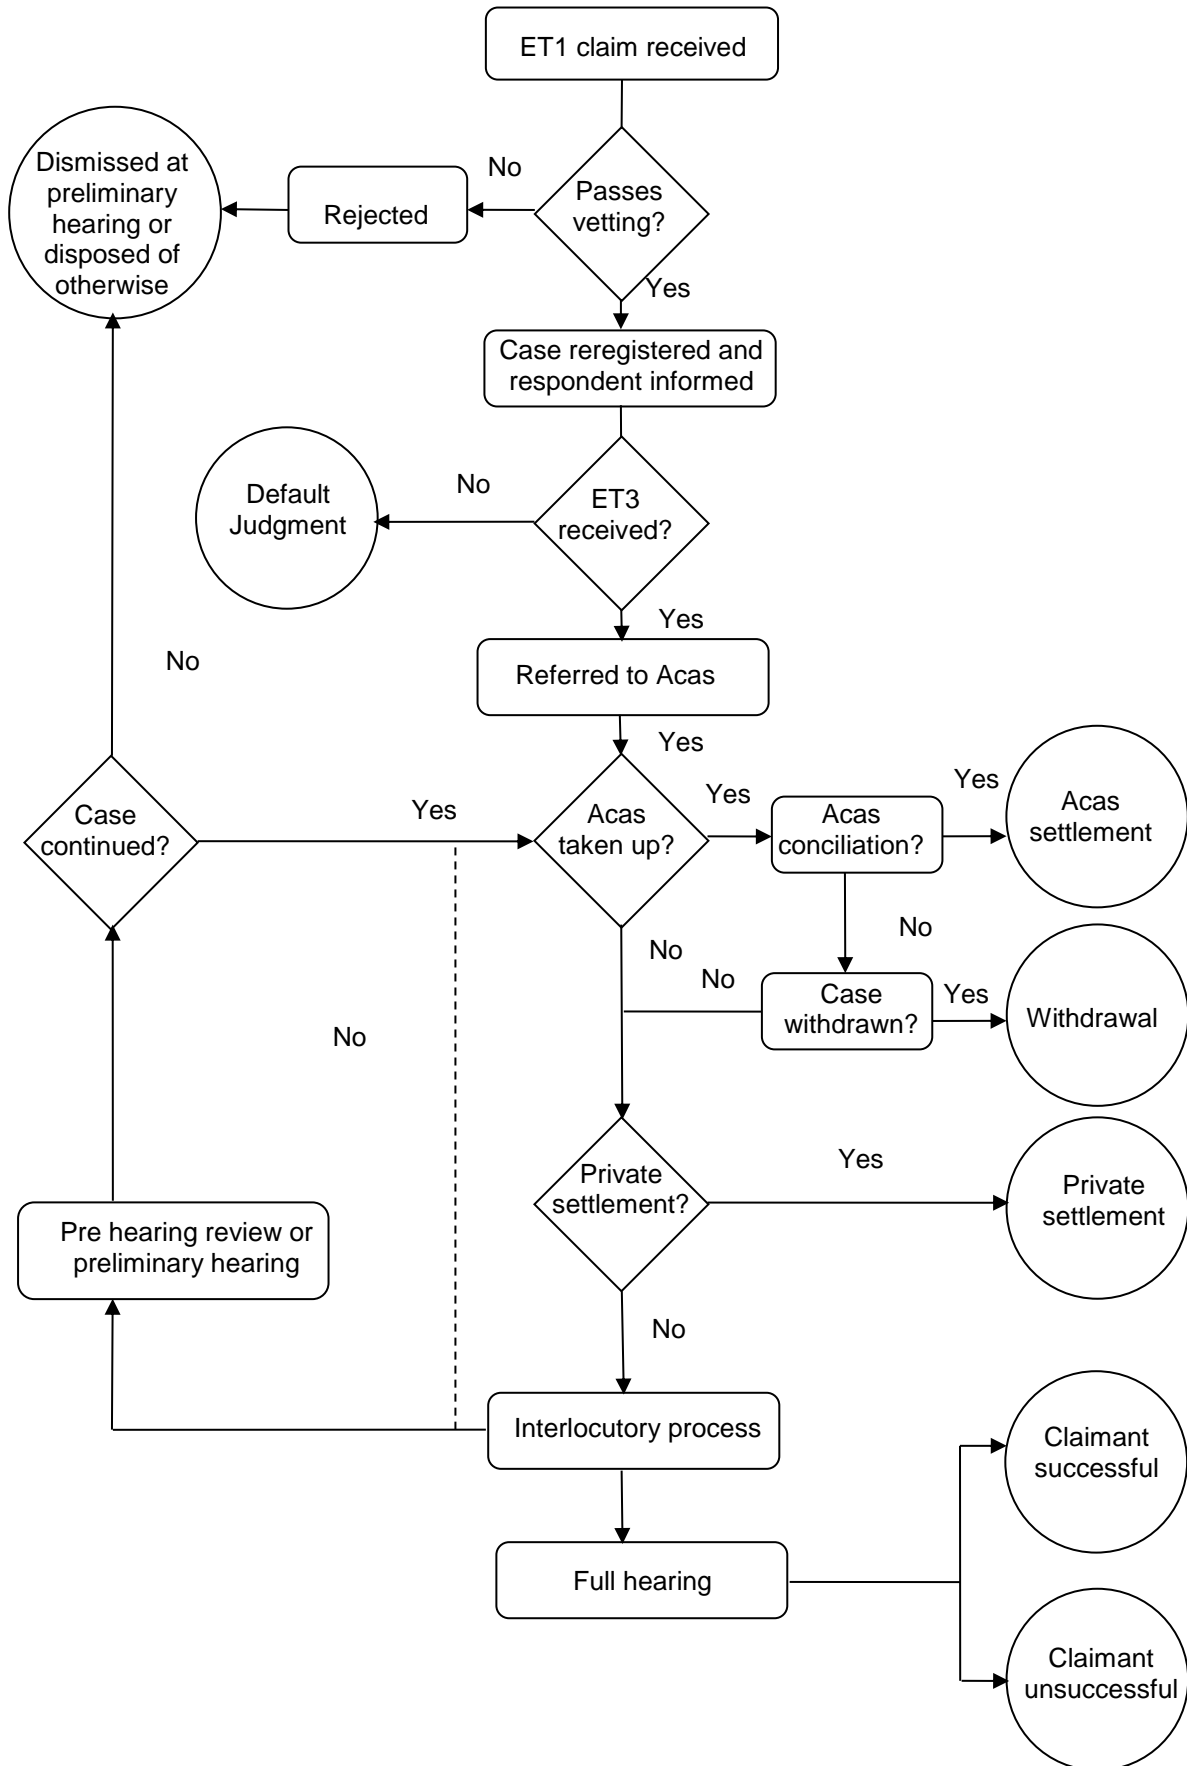 ET1 claim received
Dismissed at
preliminary
hearing or
disposed of
otherwise
No
Rejected
Passes
vetting?
Yes
Case reregistered and
respondent informed
Default
Judgment
No
ET3
received?
Yes
No
Referred to Acas
Yes
Case
continued?
Yes
Acas
taken up?
Yes
Acas
conciliation?
Yes
Acas
settlement
No
No
No
Case
withdrawn?
Yes
Withdrawal
No
Private
settlement?
Yes
Private
settlement
Pre hearing review or
preliminary hearing
No
Interlocutory process
Claimant
successful
Full hearing
Claimant
unsuccessful